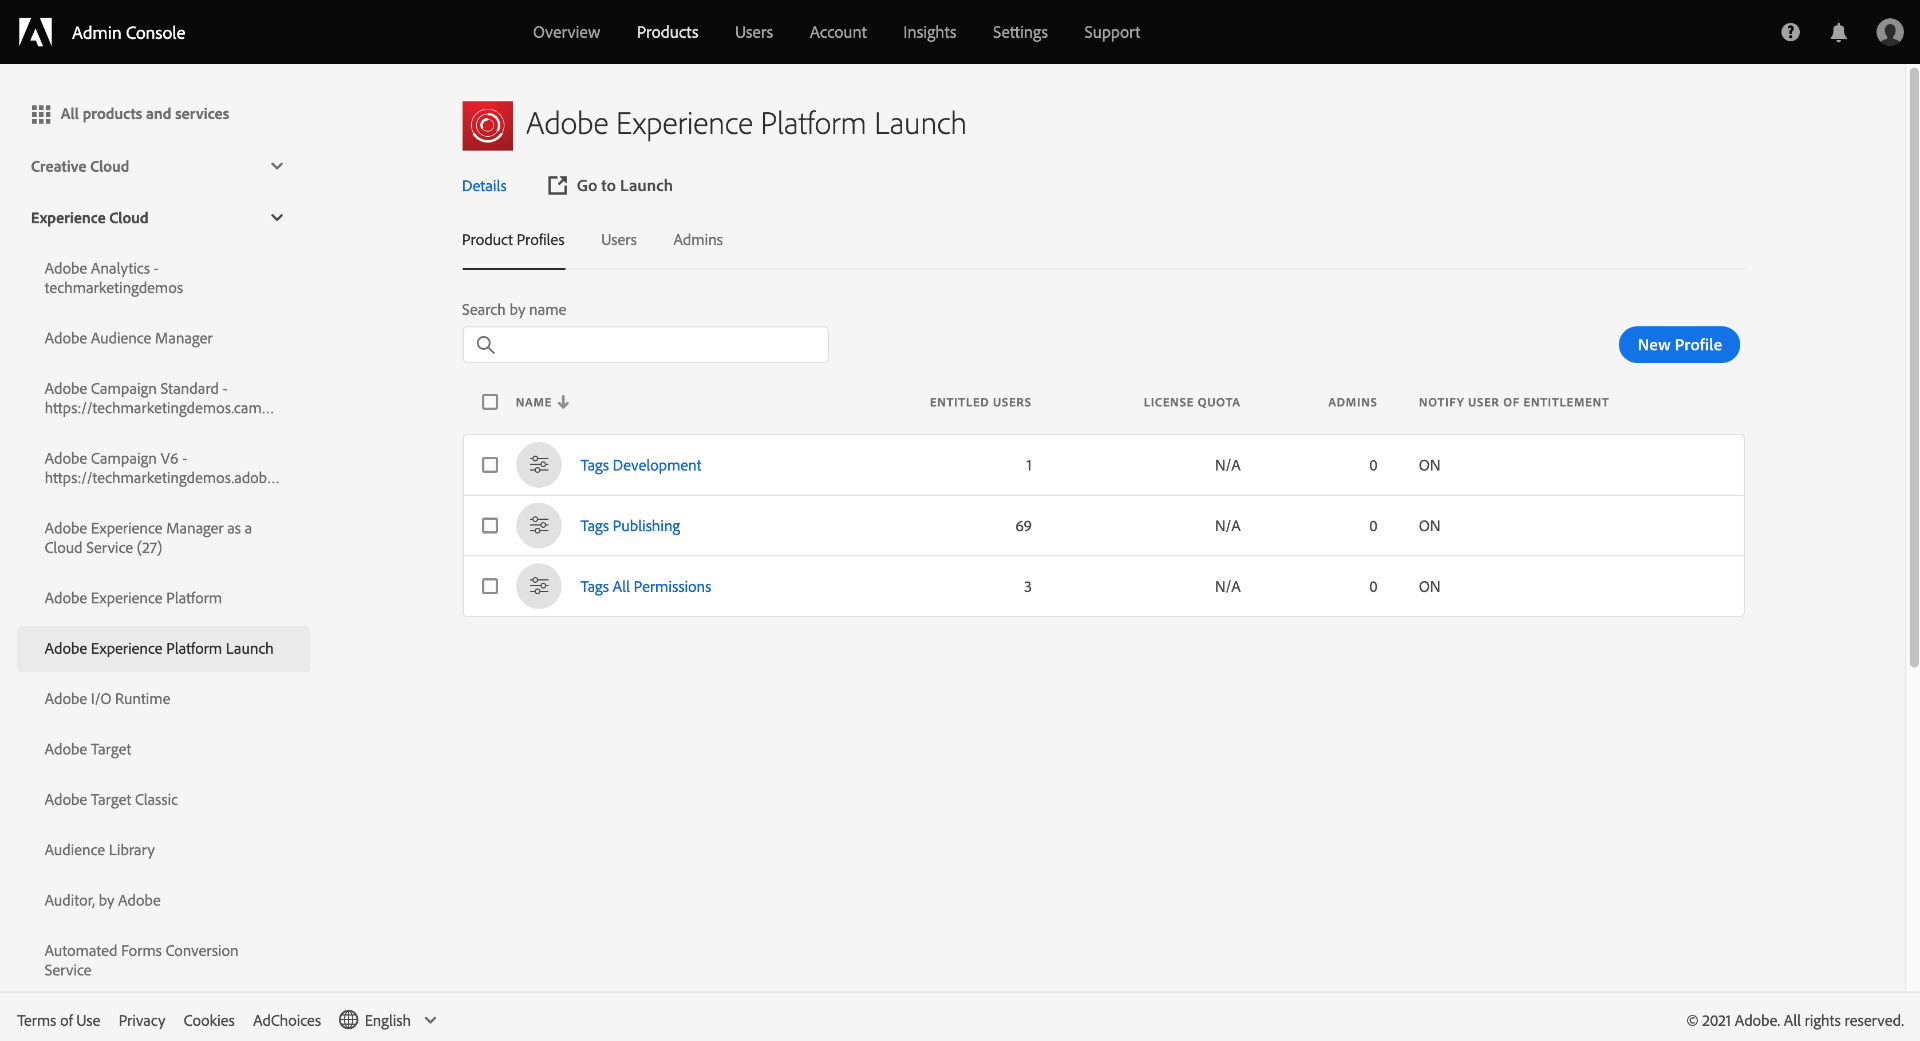 Admin Console
Overview
Products
Users
Account
Insights
Settings
Support
All products and services
Creative Cloud
Experience Cloud
Adobe Analytics -
techmarketingdemos
Adobe Audience Manager
Adobe Campaign Standard -
https://techmarketingdemos.cam...
Adobe Campaign V6 -
https://techmarketingdemos.adob...
Adobe Experience Manager as a
Cloud Service (27)
Adobe Experience Platform
Adobe Experience Platform Launch
Adobe I/O Runtime
Adobe Target
Adobe Target Classic
Audience Library
Auditor, by Adobe
Automated Forms Conversion
Service
Adobe Experience Platform Launch
Details
Go to Launch
Product Profiles
Users
Admins
Search by name
New Profile
NAME
ENTITLED USERS
LICENSE QUOTA
ADMINS
NOTIFY USER OF ENTITLEMENT
Tags Development
1
N/A
0
ON
Tags Publishing
69
N/A
0
ON
Tags All Permissions
3
N/A
0
ON
Terms of Use
Privacy
Cookies
AdChoices
English
© 2021 Adobe. All rights reserved.